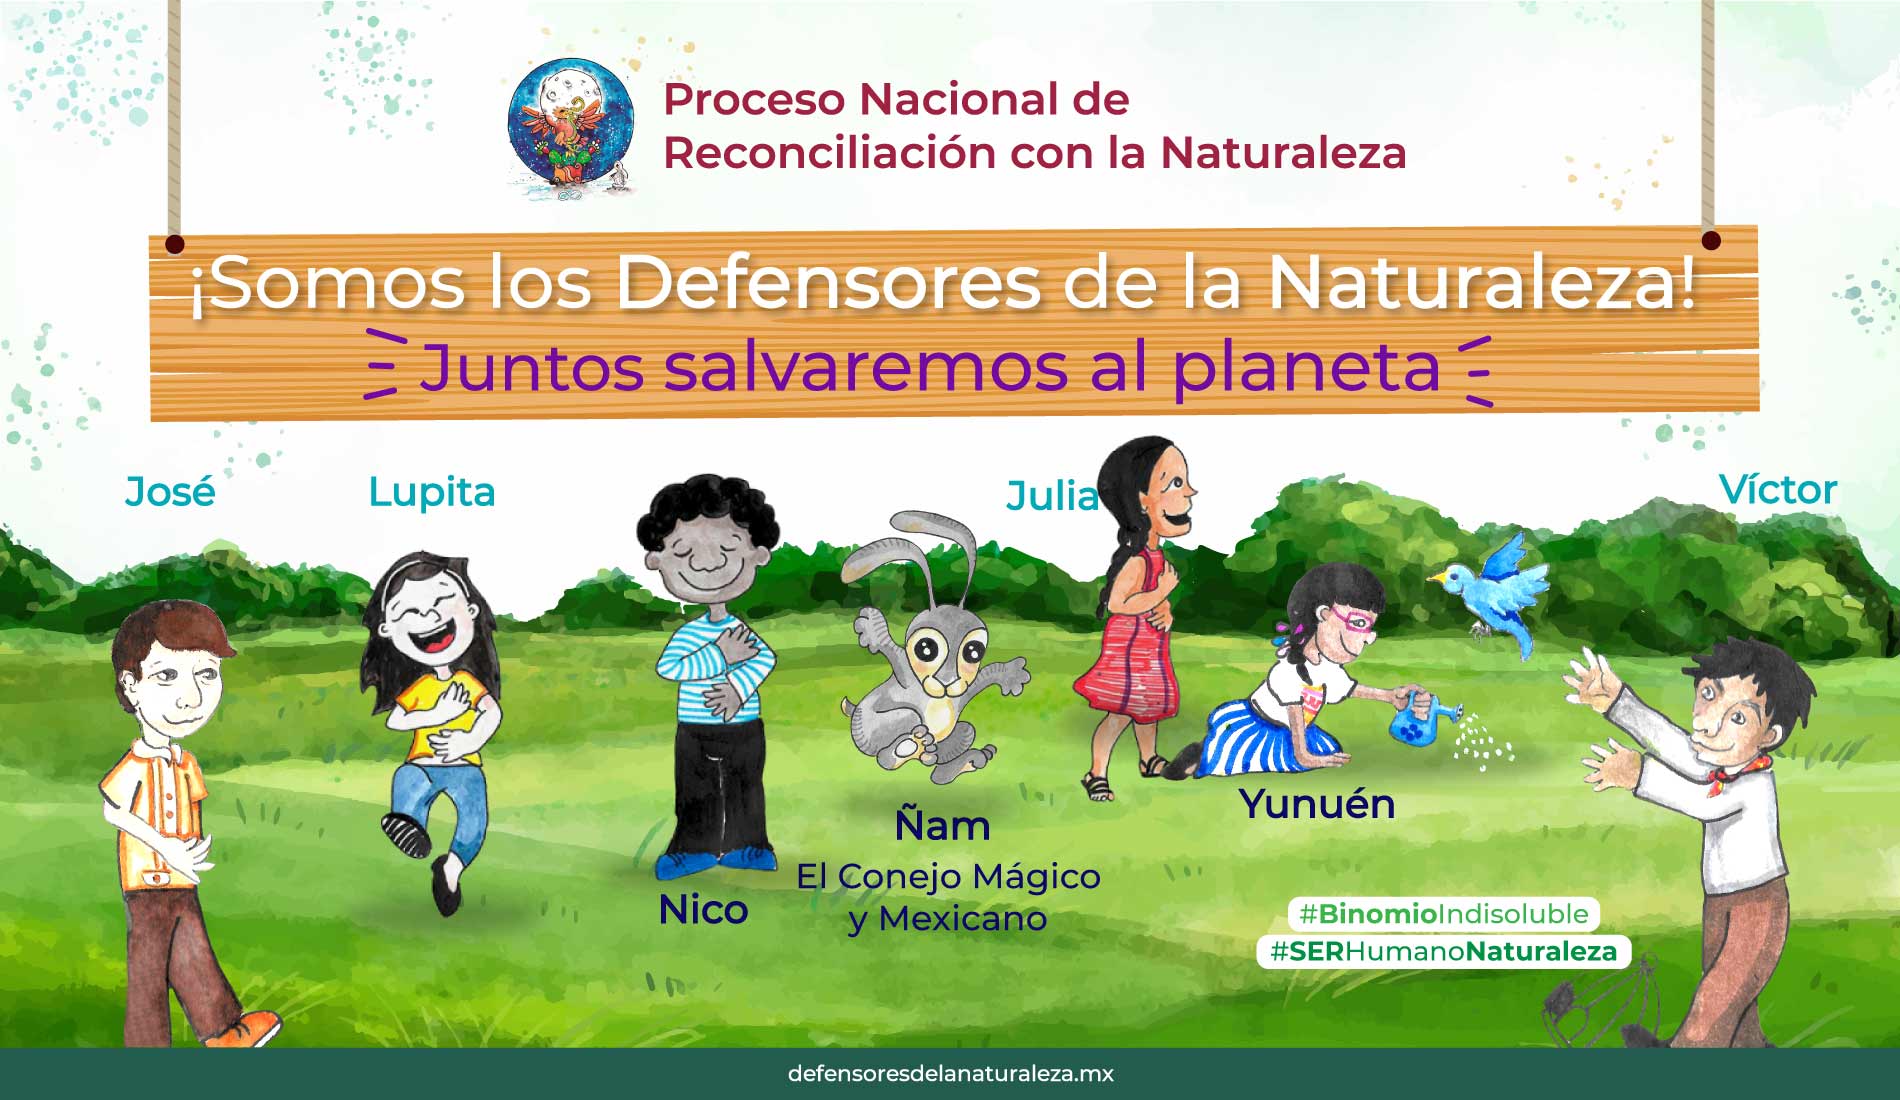 Proceso Nacional de
Reconciliación con la Naturaleza
¡Somos los Defensores de la Naturaleza!
Juntos salvaremos al planeta
José
Lupita
Julia
Víctor
Nico
Ñam
El Conejo Mágico
y Mexicano
Yunuén
#BinomioIndisoluble
#SERHumanoNaturaleza
defensoresdelanaturaleza.mx